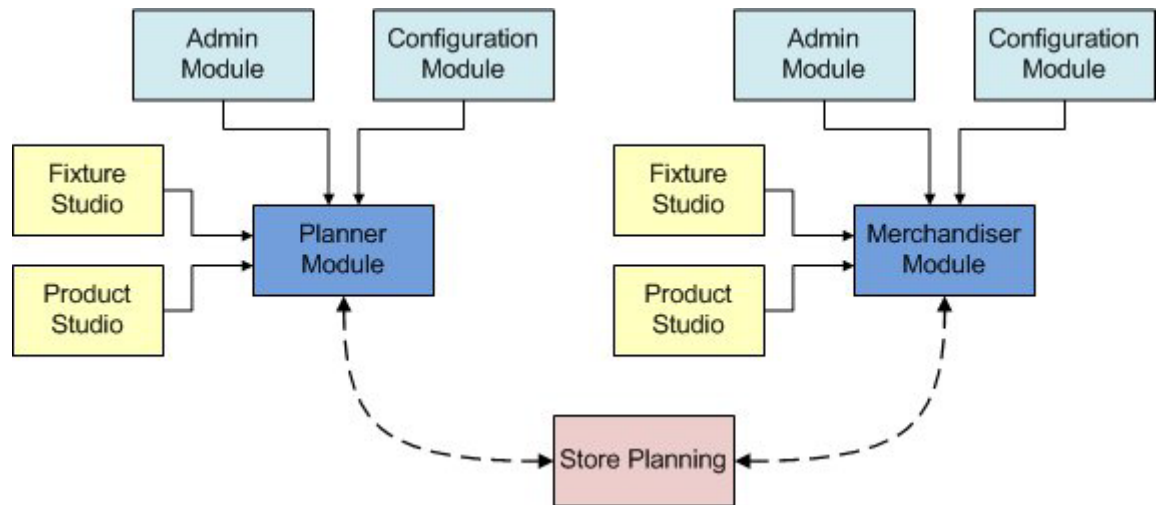 Admin
Module
Configuration
Module
Admin
Module
Configuration
Module
Fixture
Studio
Planner
Module
Product
Studio
Fixture
Studio
Merchandiser
Module
Product
Studio
Store Planning